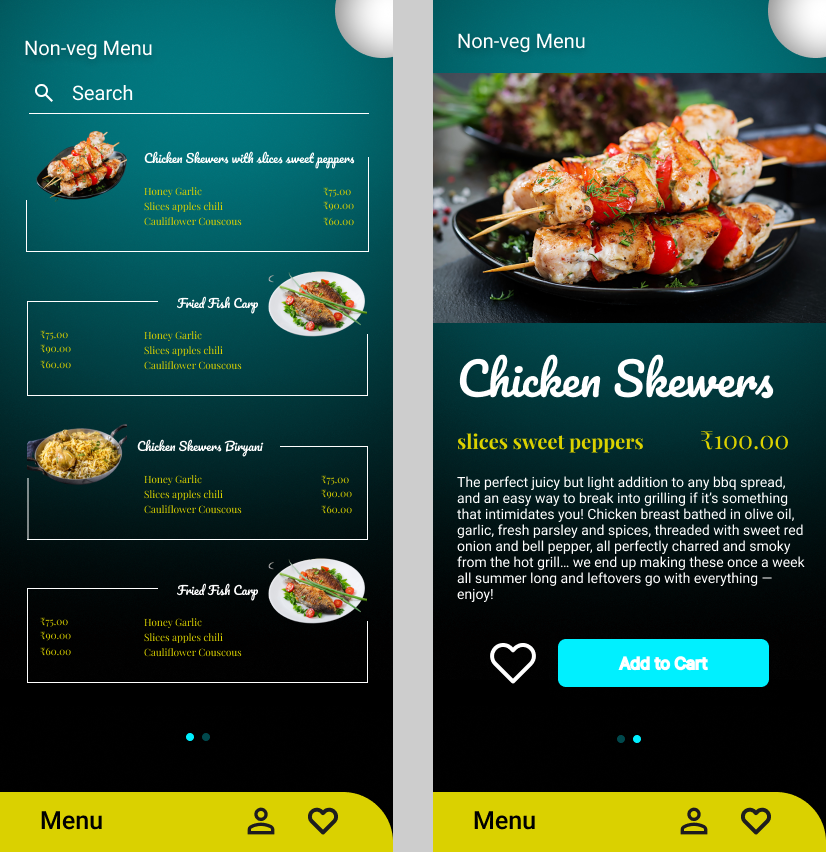 Non-veg Menu
Search
Chicken Skewers with slices sweet peppers
Honey Garlic ₹75.00
Slices apples chili ₹90.00
Cauliflower Couscous ₹60.00
Fried Fish Carp
₹75.00 Honey Garlic
₹90.00 Slices apples chili
₹60.00 Cauliflower Couscous
Chicken Skewers Biryani
Honey Garlic ₹75.00
Slices apples chili ₹90.00
Cauliflower Couscous ₹60.00
Fried Fish Carp
₹75.00 Honey Garlic
₹90.00 Slices apples chili
₹60.00 Cauliflower Couscous
Menu
Non-veg Menu
Chicken Skewers
slices sweet peppers ₹100.00
The perfect juicy but light addition to any bbq spread,
and an easy way to break into grilling if it’s something
that intimidates you! Chicken breast bathed in olive oil,
garlic, fresh parsley and spices, threaded with sweet red
onion and bell pepper, all perfectly charred and smoky
from the hot grill… we end up making these once a week
all summer long and leftovers go with everything —
enjoy!
Add to Cart
Menu